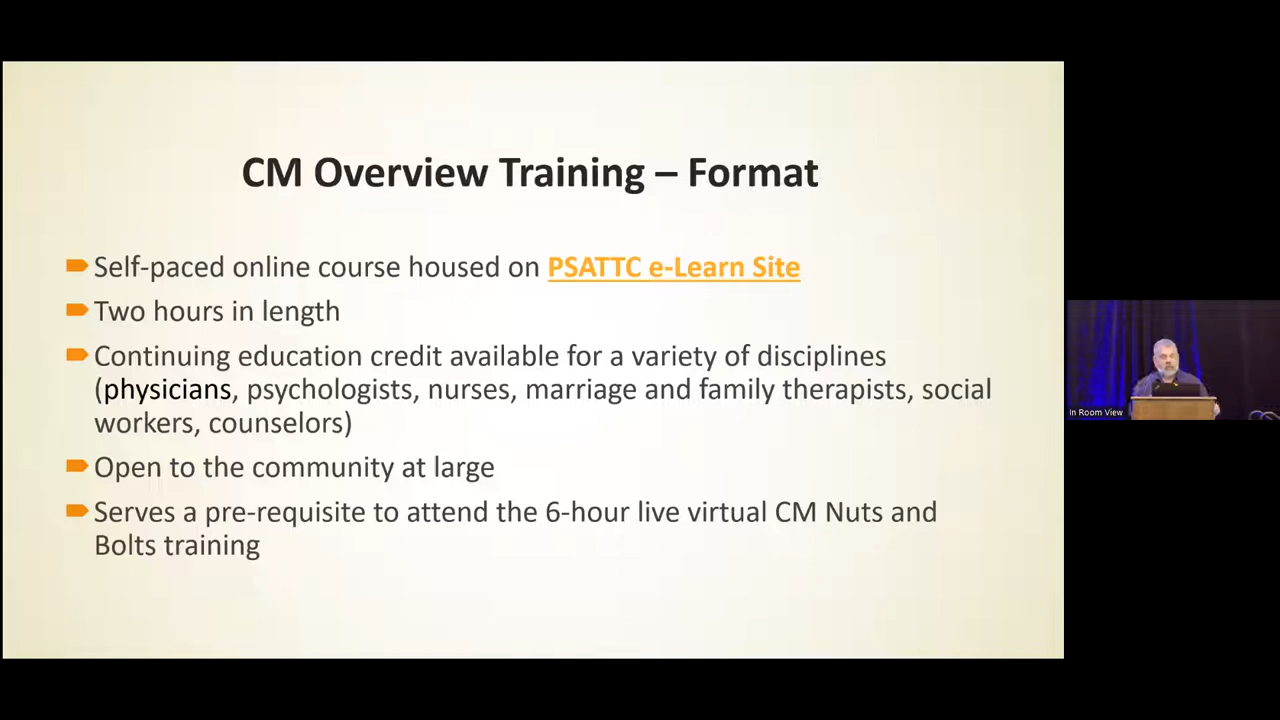 CM Overview Training – Format
Self-paced online course housed on PSATTC e-Learn Site
Two hours in length
Continuing education credit available for a variety of disciplines
(physicians, psychologists, nurses, marriage and family therapists, social
workers, counselors)
Open to the community at large
Serves a pre-requisite to attend the 6-hour live virtual CM Nuts and
Bolts training
In Room View